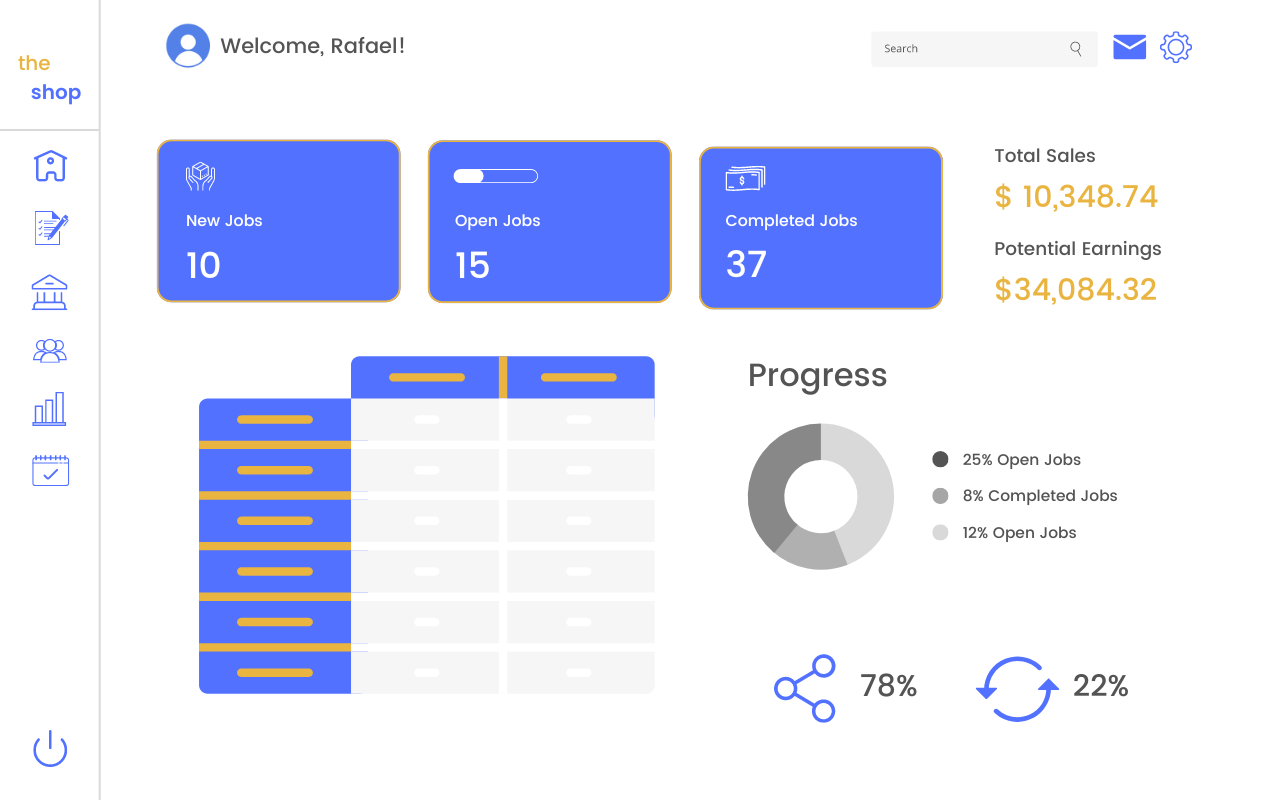 the
shop
Welcome, Rafael!
Search
New Jobs
10
Open Jobs
15
$
Completed Jobs
37
Total Sales
$ 10,348.74
Potential Earnings
$34,084.32
Progress
25% Open Jobs
8% Completed Jobs
12% Open Jobs
78%
22%